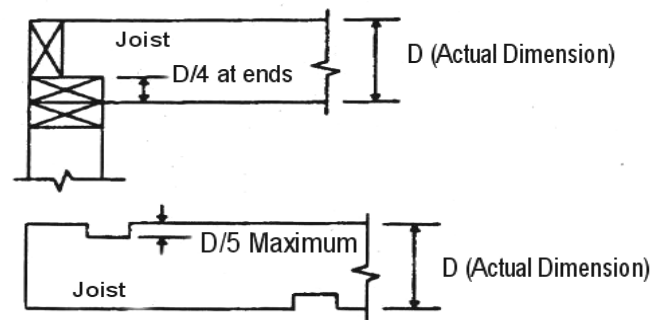 Joist
D (Actual Dimension)
D/4 at ends
D/5 Maximum
D (Actual Dimension)
Joist